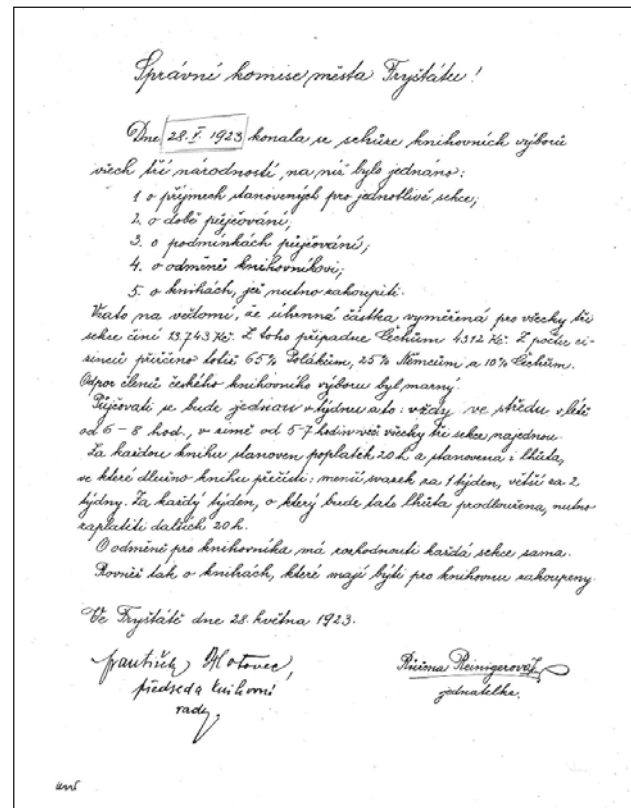 Správní komise města Fryštátu!
Dne 28.V. 1923 konala se schůze knihovních výborů
všech tří národností, na níž bylo jednáno:
1 o příjmech stanovených pro jednotlivé sekce;
2. o době půjčování;
3. o podmínkách půjčování;
4. o odměně knihovníkovi;
5. o knihách, jež nutno zakoupiti.
Vzato na vědomí, že úhrnná částka vyměřená pro všecky tři
sekce činí 13.743 Kč. Z toho připadne Čechům 4312 Kč. Z počtu ci-
zinců přičteno totiž 65% Polákům, 25% Němcům a 10% Čechům.
Odpor členů českého knihovního výboru byl marný.
Půjčovati se bude jednou v týdnu a to: vždy ve středu v létě
od 6 – 8 hod., v zimě od 5-7 hodin več. všecky tři sekce najednou.
Za každou knihu stanoven poplatek 20 h a stanovena i lhůta,
ve které dlužno knihu přečísti: menší svazek za 1 týden, větší za 2
týdny. Za každý týden, o který bude tato lhůta prodloužena, nutno
zaplatiti dalších 20 h.
O odměně pro knihovníka má rozhodnouti každá sekce sama.
Rovněž tak o knihách, které mají býti pro knihovnu zakoupeny.
Ve Fryštátě dne 28. května 1923.
František
předseda knihovní
rady.
Růžena Reinigerová
jednatelka.